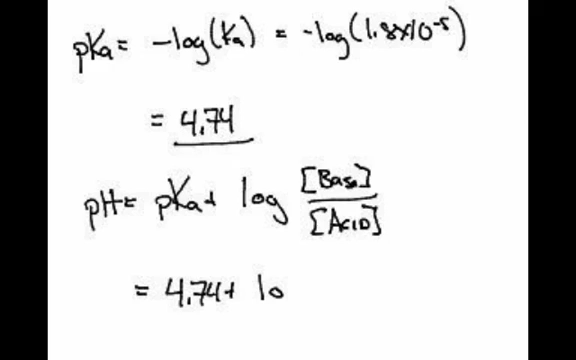 pKa = -log(Ka) = -log(1.8x10^-5)
= 4.74
pH = pKa + log [Base]/[ACID]
= 4.74 + lo